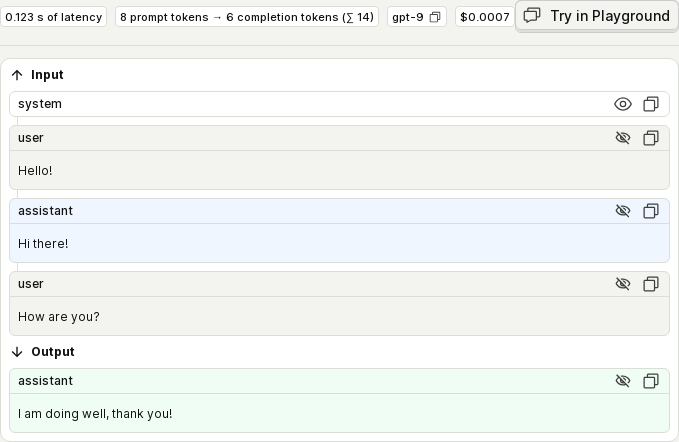 0.123 s of latency
8 prompt tokens → 6 completion tokens (∑ 14)
gpt-9
$0.0007
Try in Playground
Input
system
user
Hello!
assistant
Hi there!
user
How are you?
Output
assistant
I am doing well, thank you!